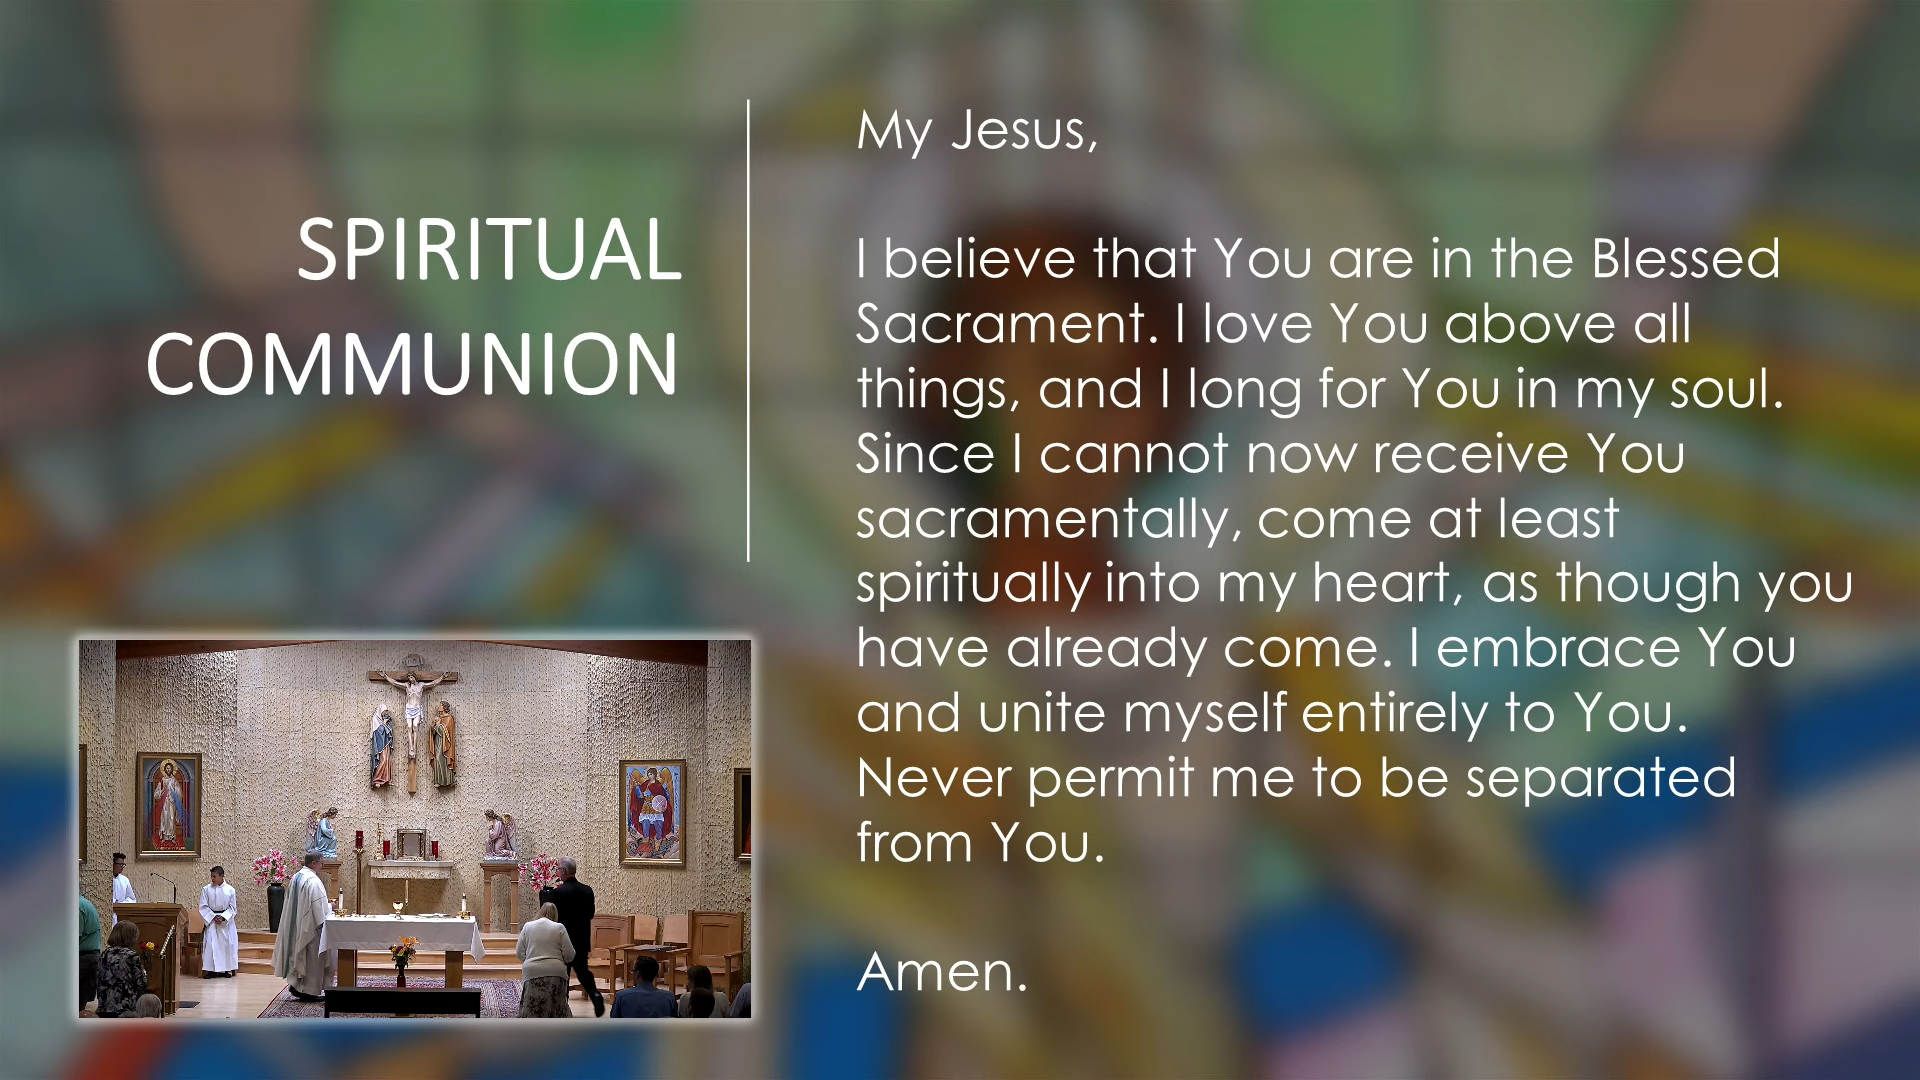 SPIRITUAL
COMMUNION
My Jesus,
I believe that You are in the Blessed
Sacrament. I love You above all
things, and I long for You in my soul.
Since I cannot now receive You
sacramentally, come at least
spiritually into my heart, as though you
have already come. I embrace You
and unite myself entirely to You.
Never permit me to be separated
from You.
Amen.